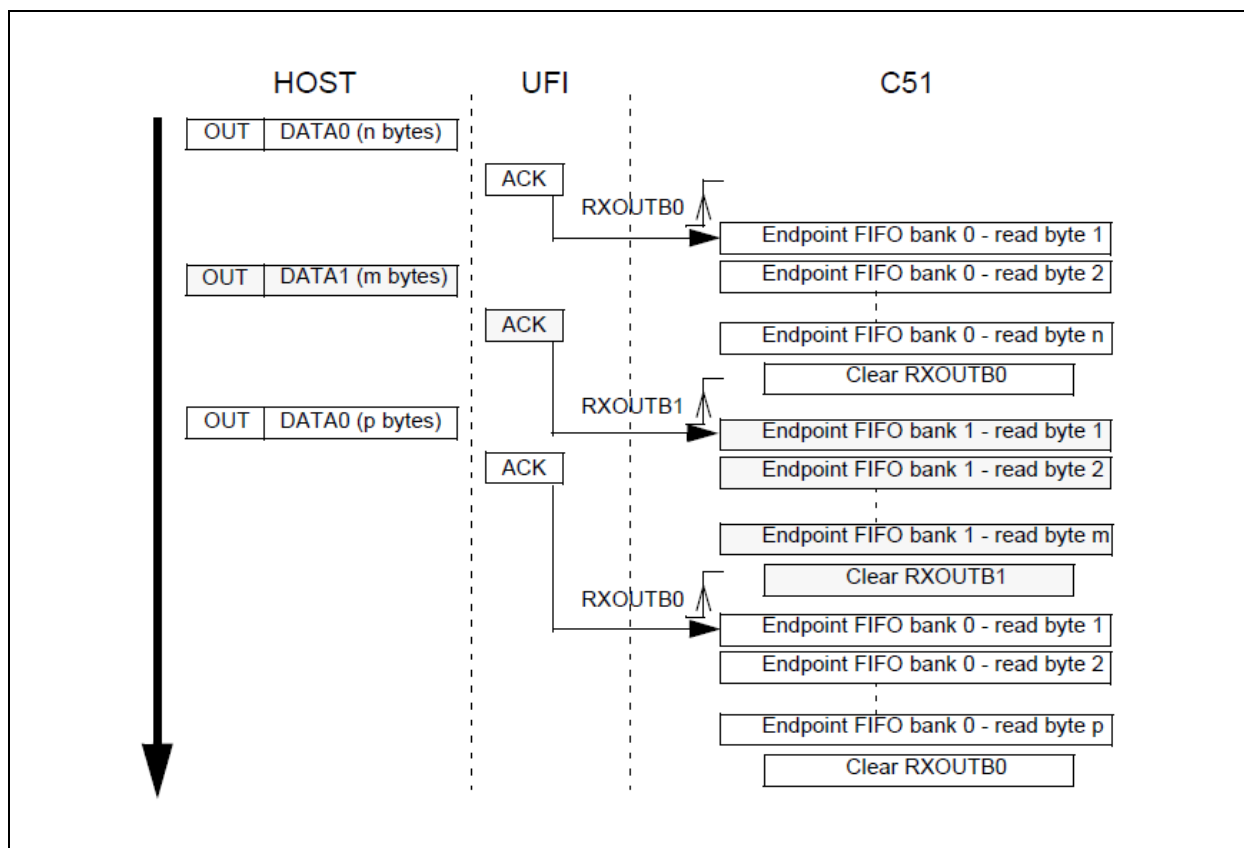 HOST UFI C51
OUT DATA0 (n bytes)
ACK
RXOUTB0
Endpoint FIFO bank 0 - read byte 1
OUT DATA1 (m bytes)
Endpoint FIFO bank 0 - read byte 2
ACK
Endpoint FIFO bank 0 - read byte n
Clear RXOUTB0
RXOUTB1
OUT DATA0 (p bytes)
Endpoint FIFO bank 1 - read byte 1
ACK
Endpoint FIFO bank 1 - read byte 2
Endpoint FIFO bank 1 - read byte m
Clear RXOUTB1
RXOUTB0
Endpoint FIFO bank 0 - read byte 1
Endpoint FIFO bank 0 - read byte 2
Endpoint FIFO bank 0 - read byte p
Clear RXOUTB0